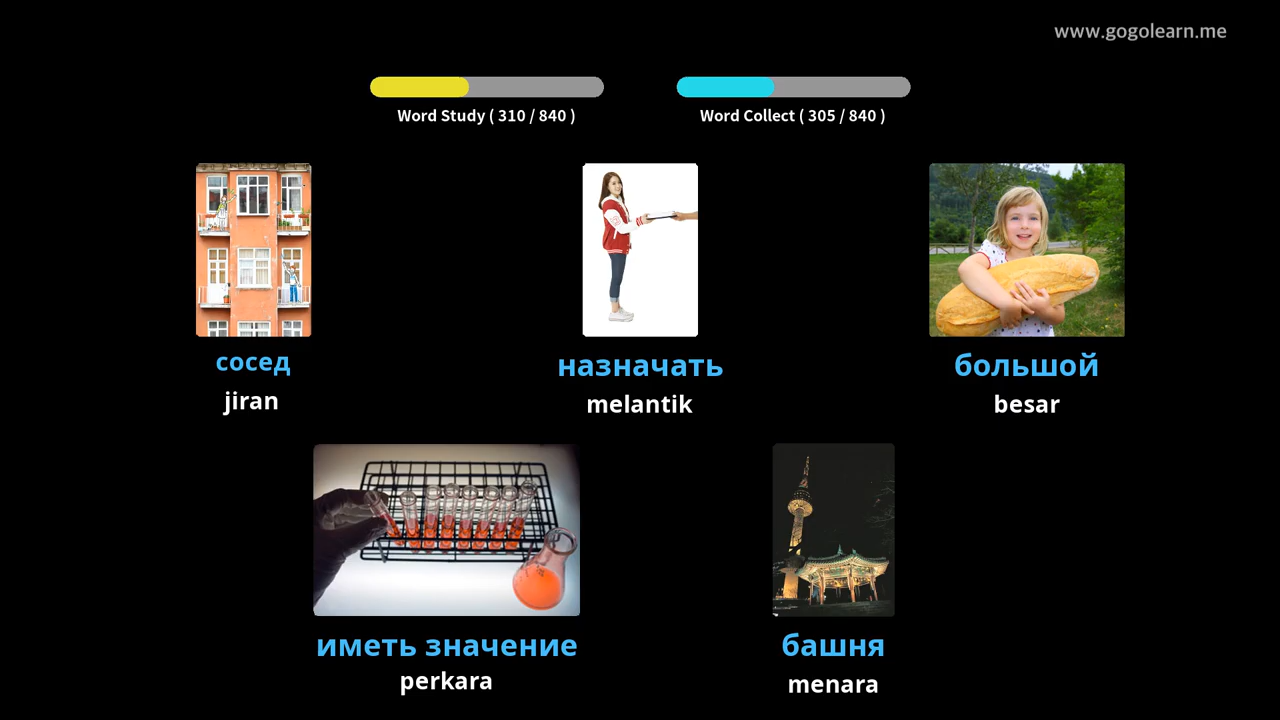 www.gogolearn.me
Word Study ( 310 / 840 )
Word Collect ( 305 / 840 )
сосед
jiran
назначать
melantik
большой
besar
иметь значение
perkara
башня
menara